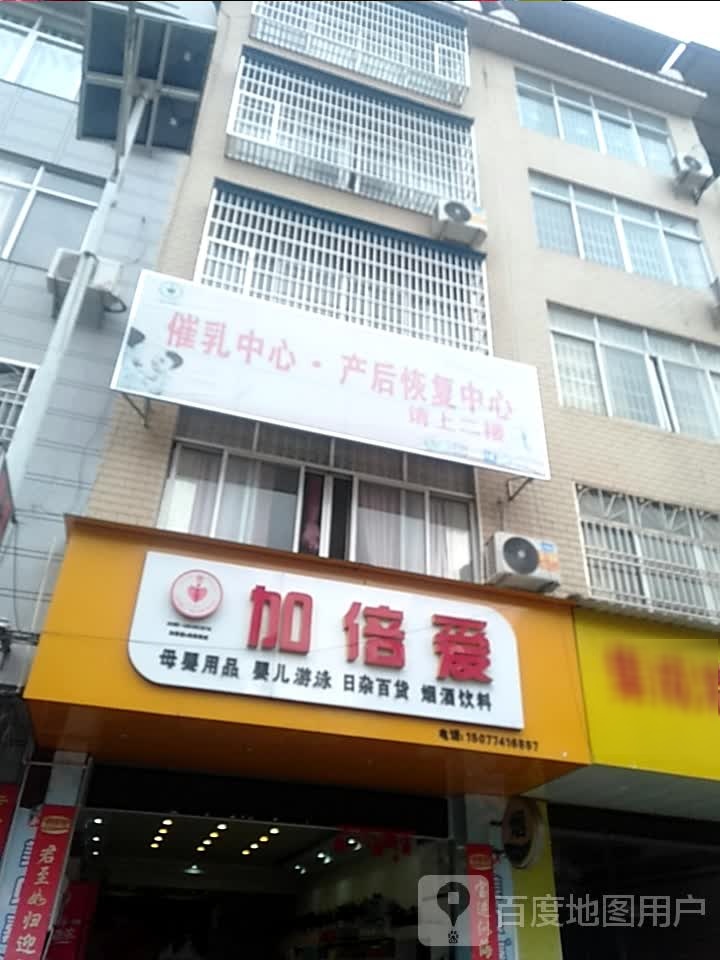 催乳中心·产后恢复中心
请上二楼
加倍爱
母婴用品 婴儿游泳 日杂百货 烟酒饮料
电话:15077416557
君至如归迎
百度地图用户